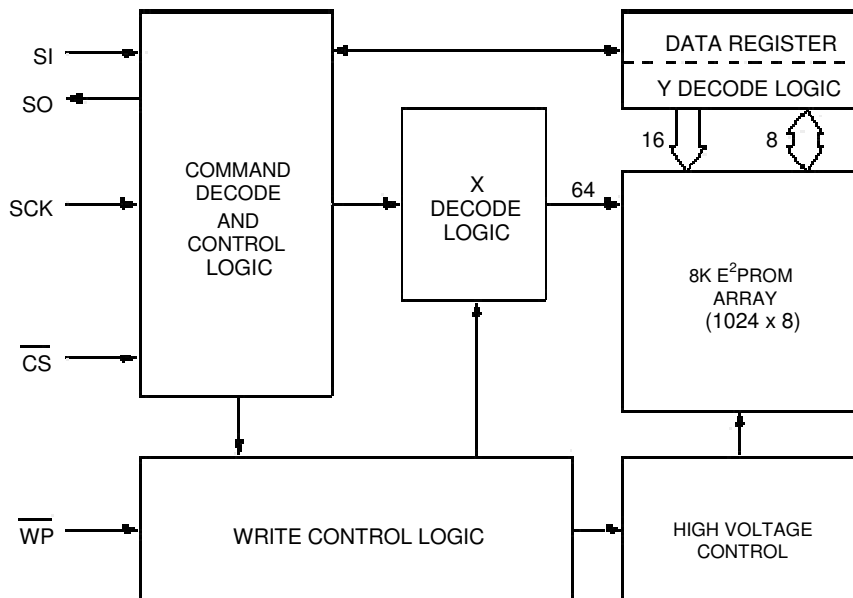 SI
SO
SCK
CS
WP
COMMAND
DECODE
AND
CONTROL
LOGIC
X
DECODE
LOGIC
64
DATA REGISTER
Y DECODE LOGIC
16
8
8K E²PROM
ARRAY
(1024 x 8)
WRITE CONTROL LOGIC
HIGH VOLTAGE
CONTROL